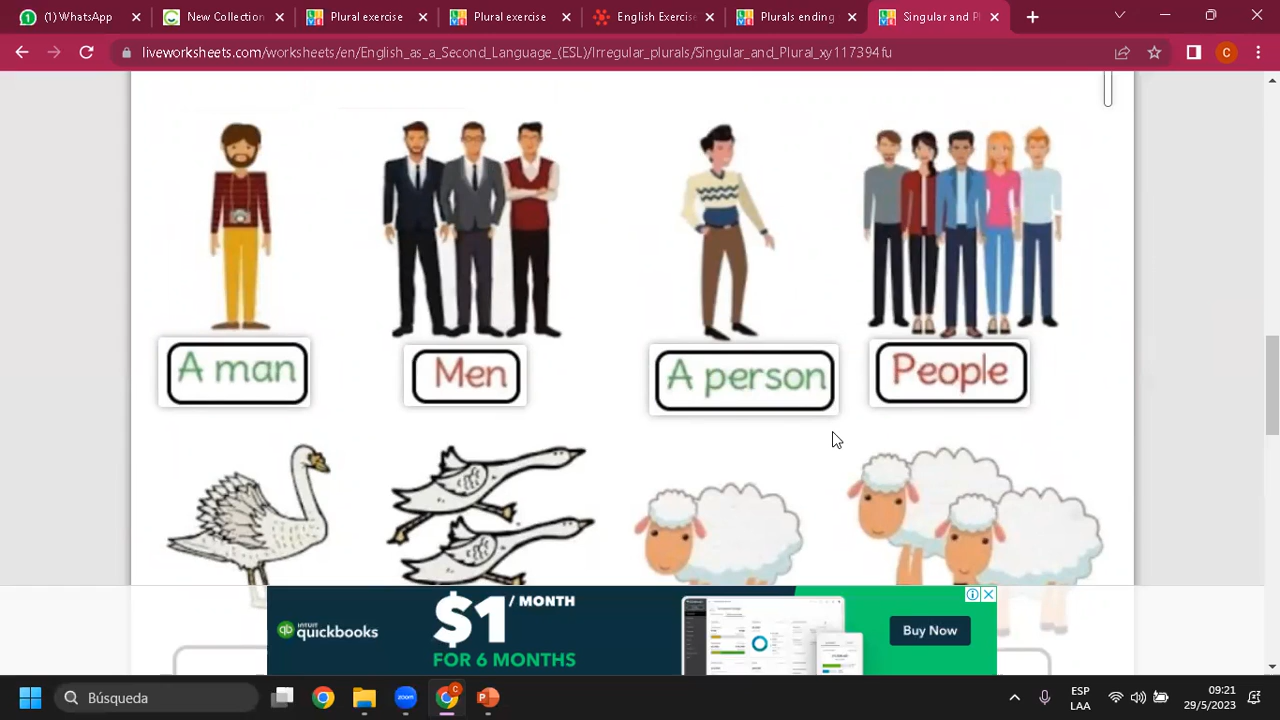 (1) WhatsApp
New Collection
Plural exercise
Plural exercise
English Exercise
Plurals ending
Singular and Pl
liveworksheets.com/worksheets/en/English_as_a_Second_Language_(ESL)/Irregular_plurals/Singular_and_Plural_xy117394fu
C
A man
Men
A person
People
INTUIT
quickbooks
$1 / MONTH
FOR 6 MONTHS
Buy Now
Búsqueda
ESP
LAA
09:21
29/5/2023